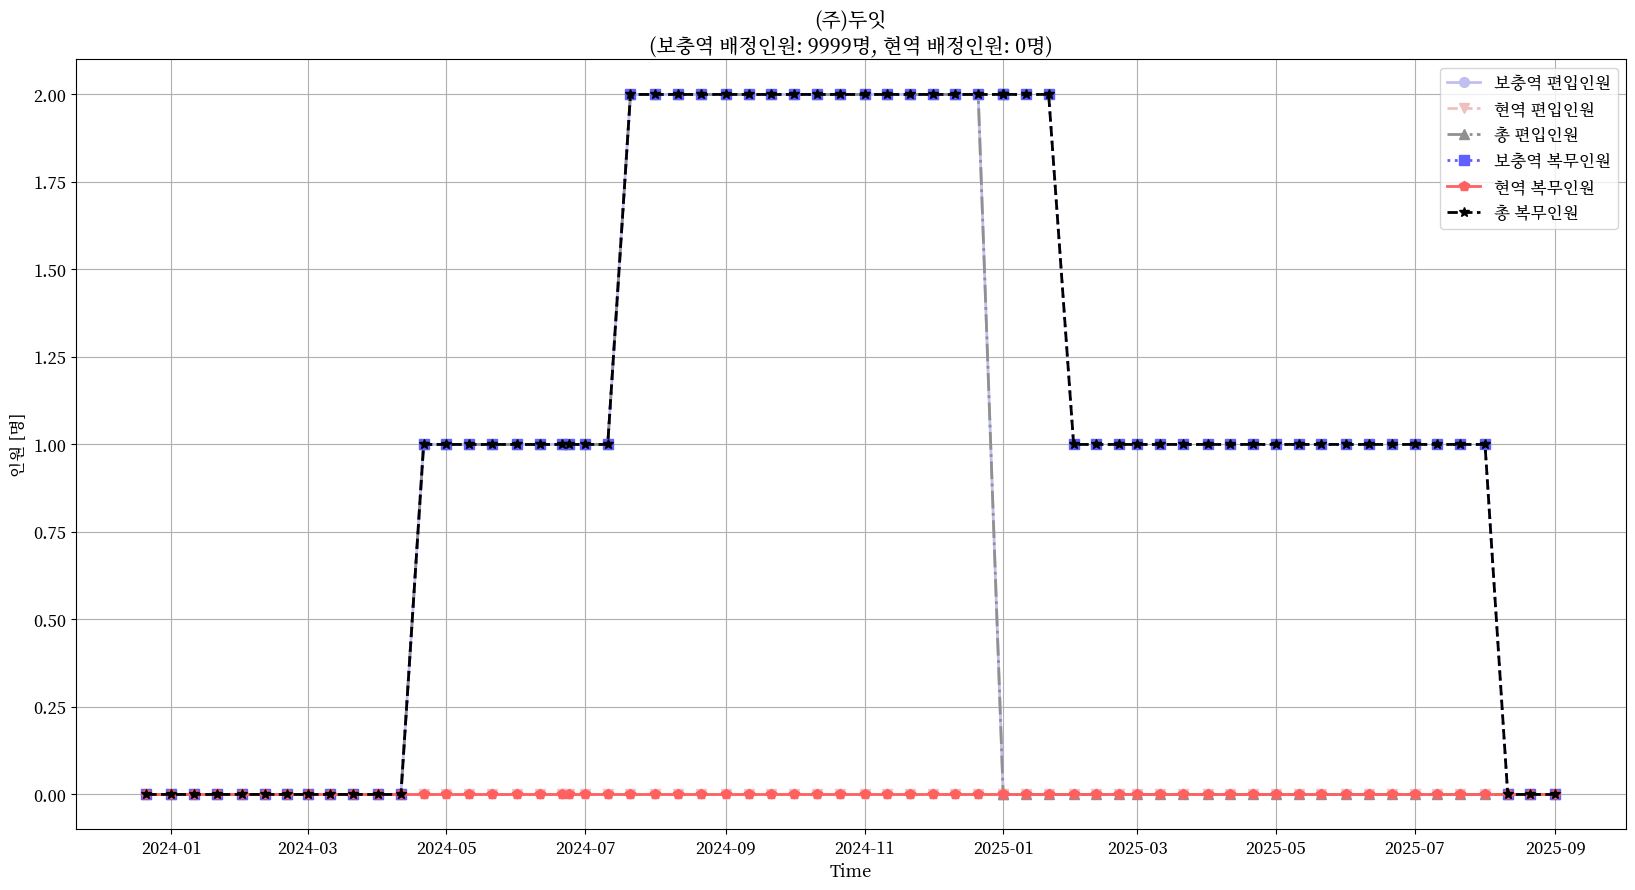 (주)두잇
(보충역 배정인원: 9999명, 현역 배정인원: 0명)
보충역 편입인원
현역 편입인원
총 편입인원
보충역 복무인원
현역 복무인원
총 복무인원
인원 [명]
2.00
1.75
1.50
1.25
1.00
0.75
0.50
0.25
0.00
2024-01
2024-03
2024-05
2024-07
2024-09
2024-11
2025-01
2025-03
2025-05
2025-07
2025-09
Time